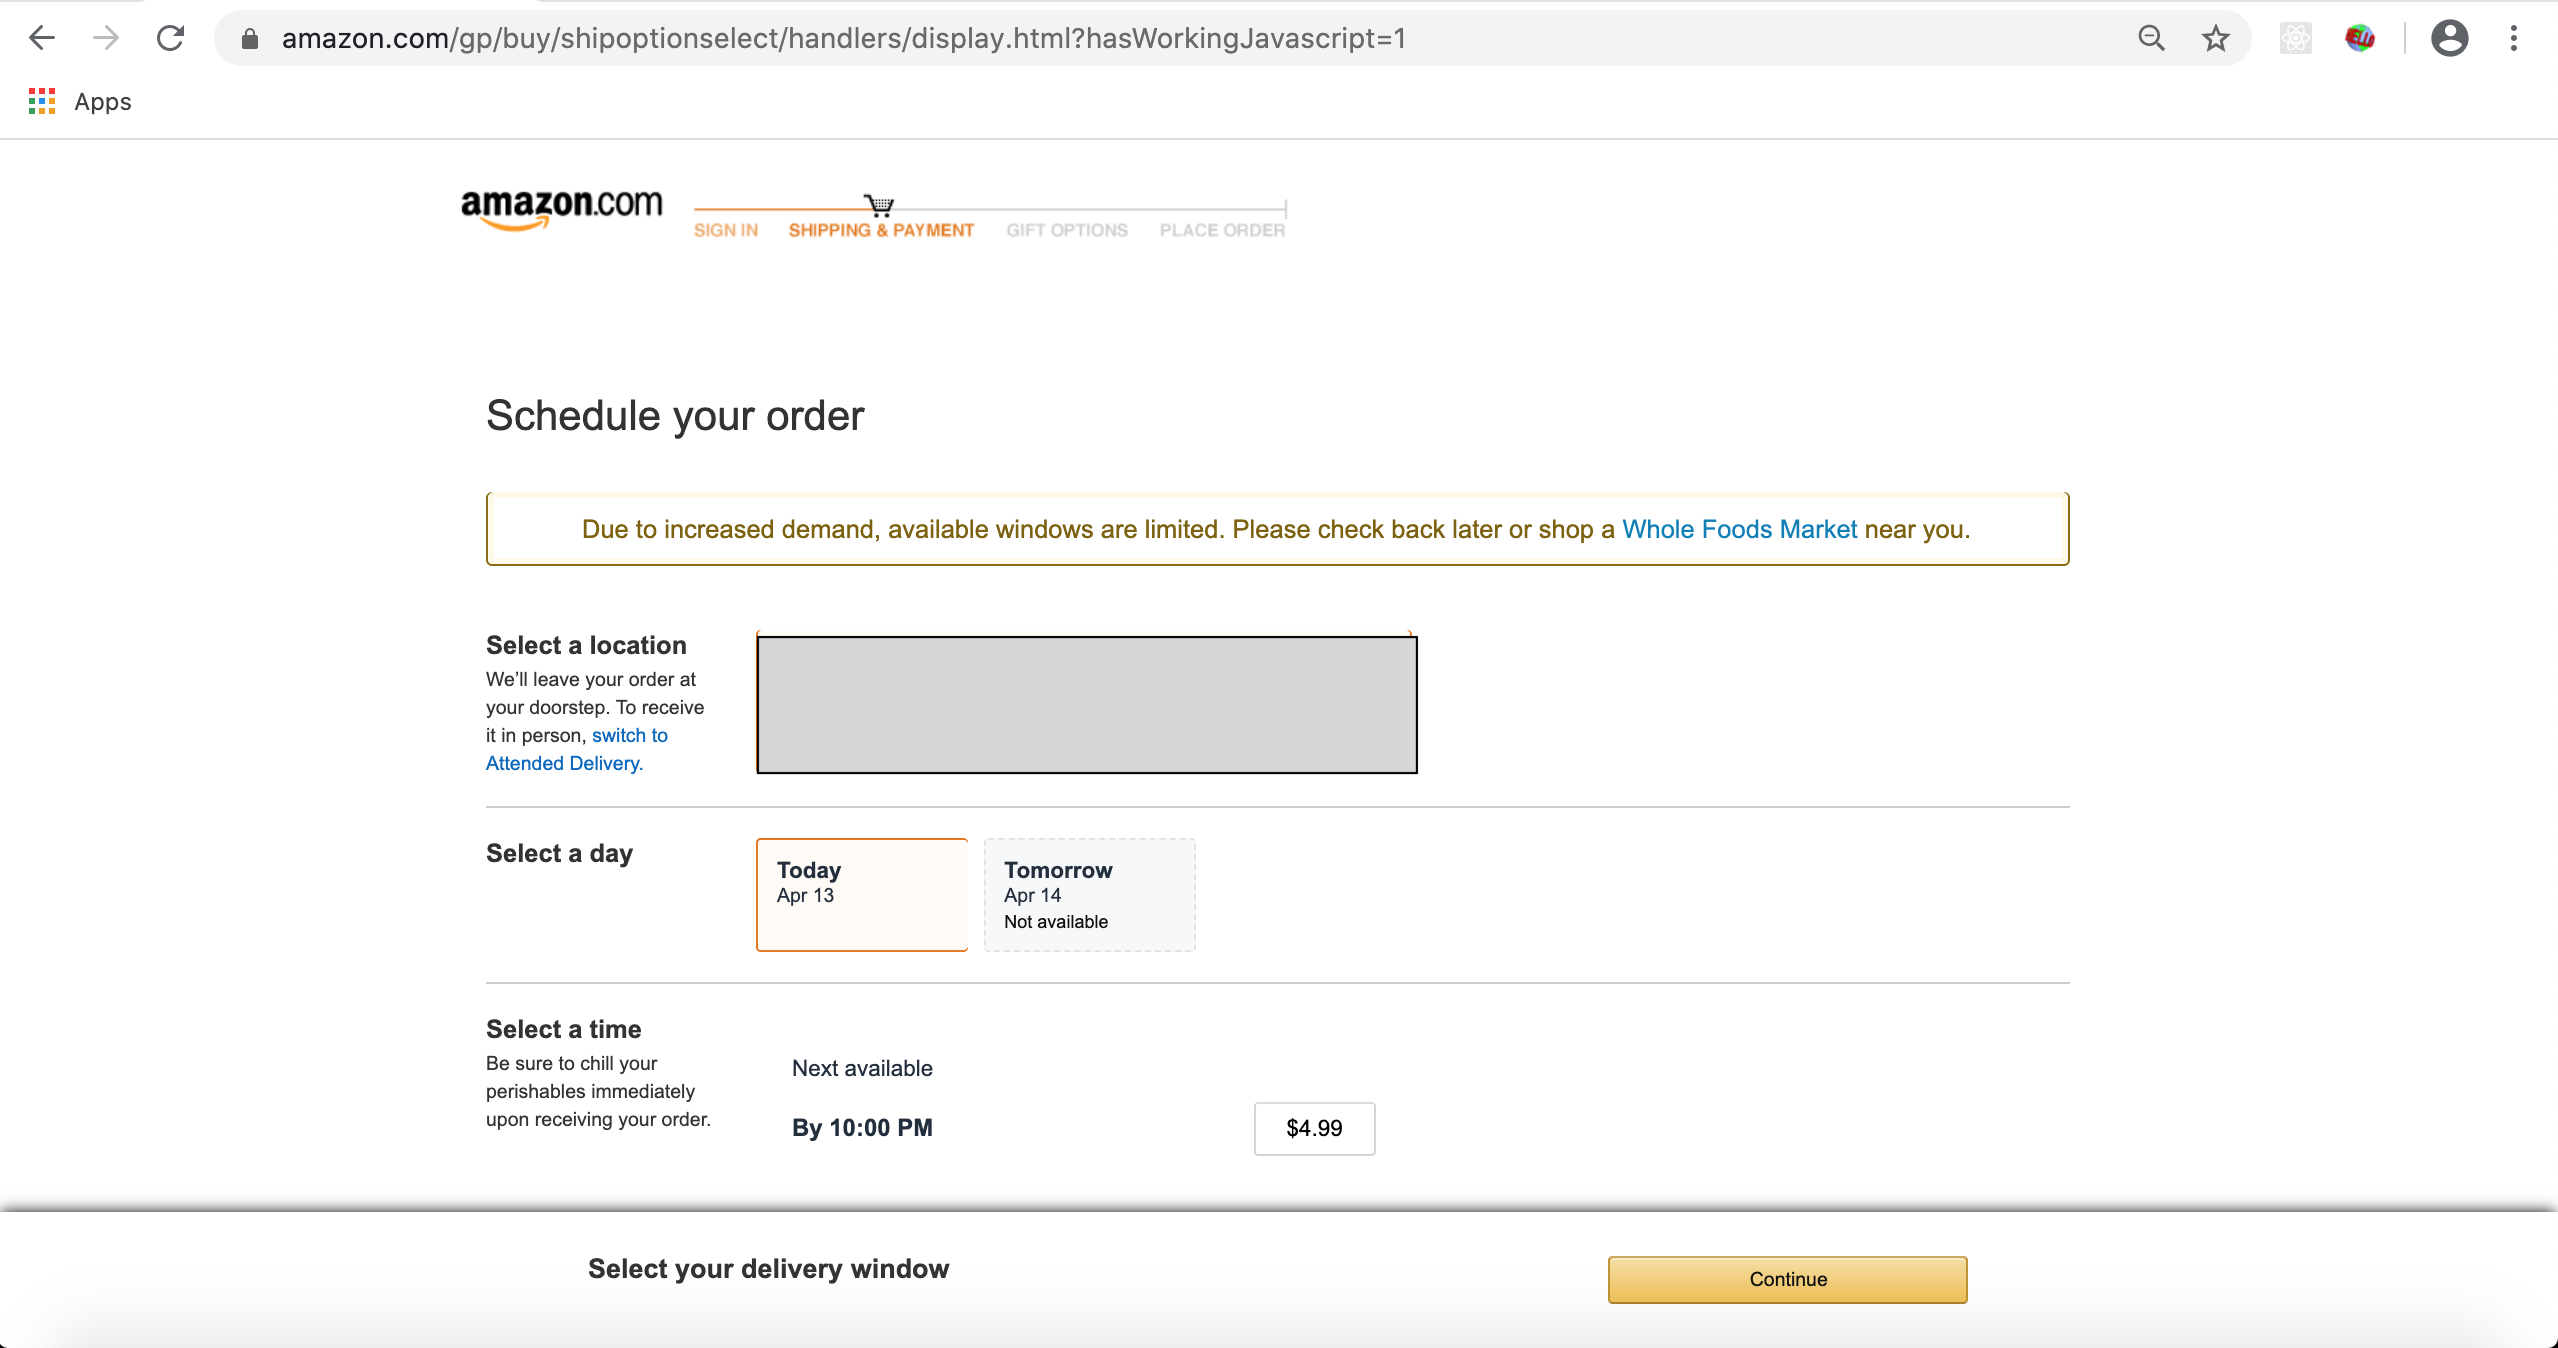 amazon.com/gp/buy/shipoptionselect/handlers/display.html?hasWorkingJavascript=1
Apps
amazon.com
SIGN IN SHIPPING & PAYMENT GIFT OPTIONS PLACE ORDER
Schedule your order
Due to increased demand, available windows are limited. Please check back later or shop a Whole Foods Market near you.
Select a location
We’ll leave your order at
your doorstep. To receive
it in person, switch to
Attended Delivery.
Select a day
Today
Apr 13
Tomorrow
Apr 14
Not available
Select a time
Be sure to chill your
perishables immediately
upon receiving your order.
Next available
By 10:00 PM
$4.99
Select your delivery window
Continue